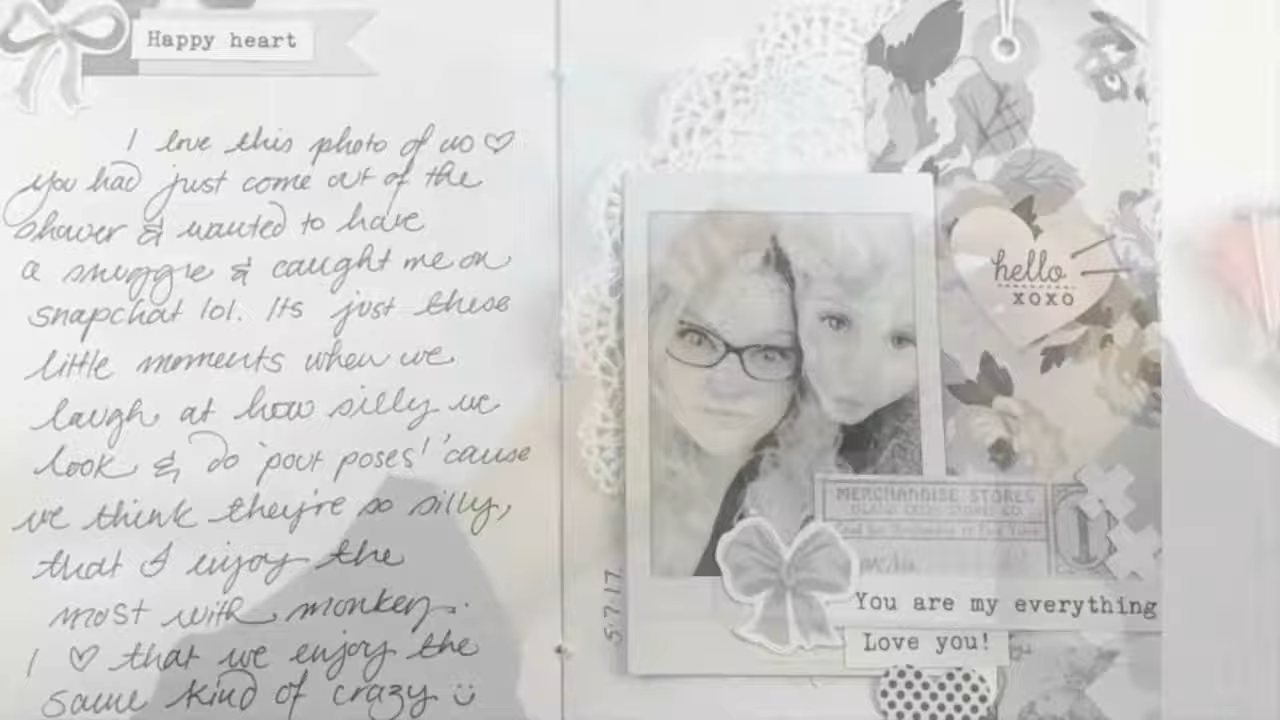 Happy heart
I love this photo of us ♡
you had just come out of the
shower & wanted to have
a snuggie & caught me on
snapchat lol. Its just these
little moments when we
laugh at how silly we
look & do 'pout poses' 'cause
we think they're so silly,
that I enjoy the
most with monkey.
I ♡ that we enjoy the
same kind of crazy ☺
hello
xoxo
MERCHANDISE STORES
1
5.7.17
You are my everything
Love you!